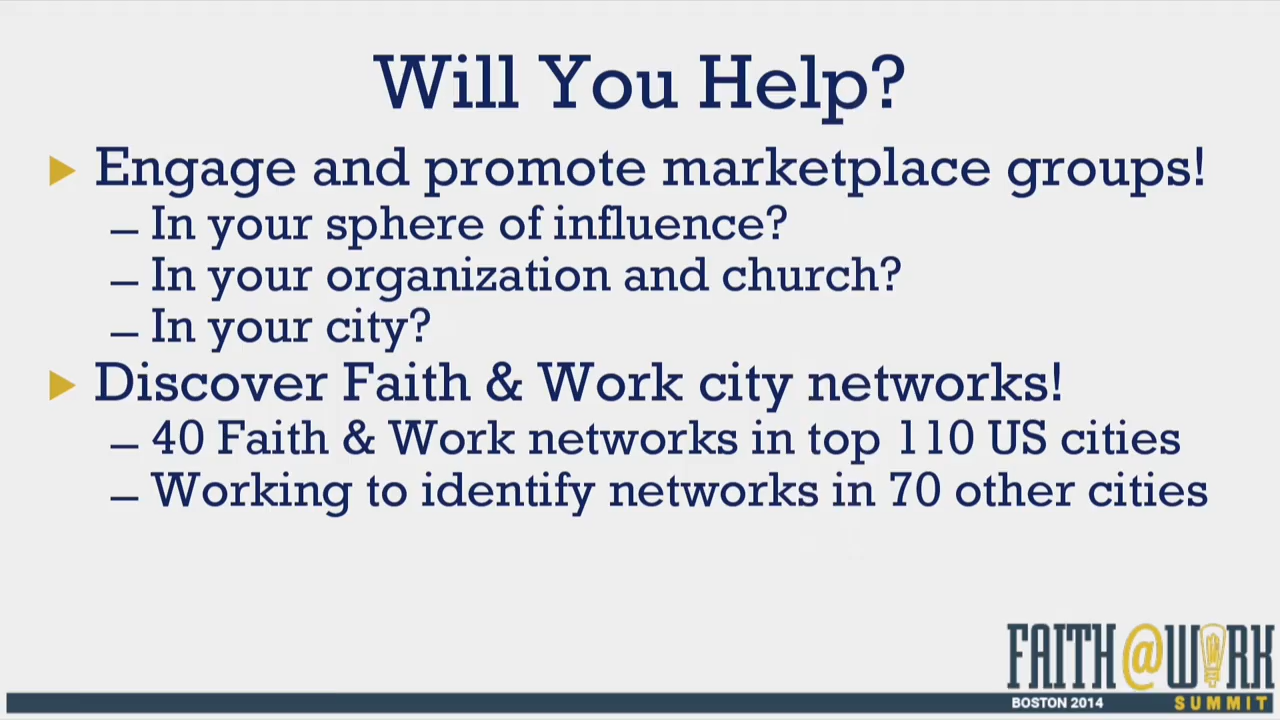 Will You Help?
Engage and promote marketplace groups!
– In your sphere of influence?
– In your organization and church?
– In your city?
Discover Faith & Work city networks!
– 40 Faith & Work networks in top 110 US cities
– Working to identify networks in 70 other cities
FAITH@WORK
BOSTON 2014 SUMMIT